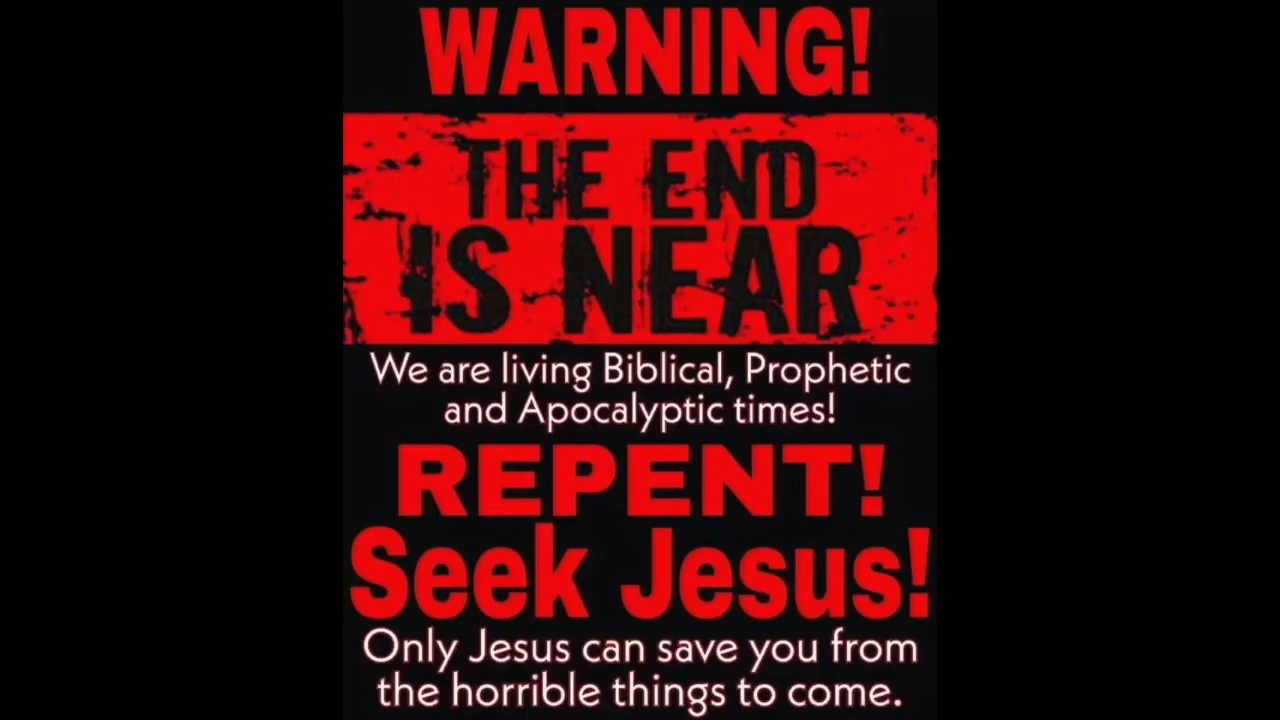 WARNING!
THE END
IS NEAR
We are living Biblical, Prophetic
and Apocalyptic times!
REPENT!
Seek Jesus!
Only Jesus can save you from
the horrible things to come.